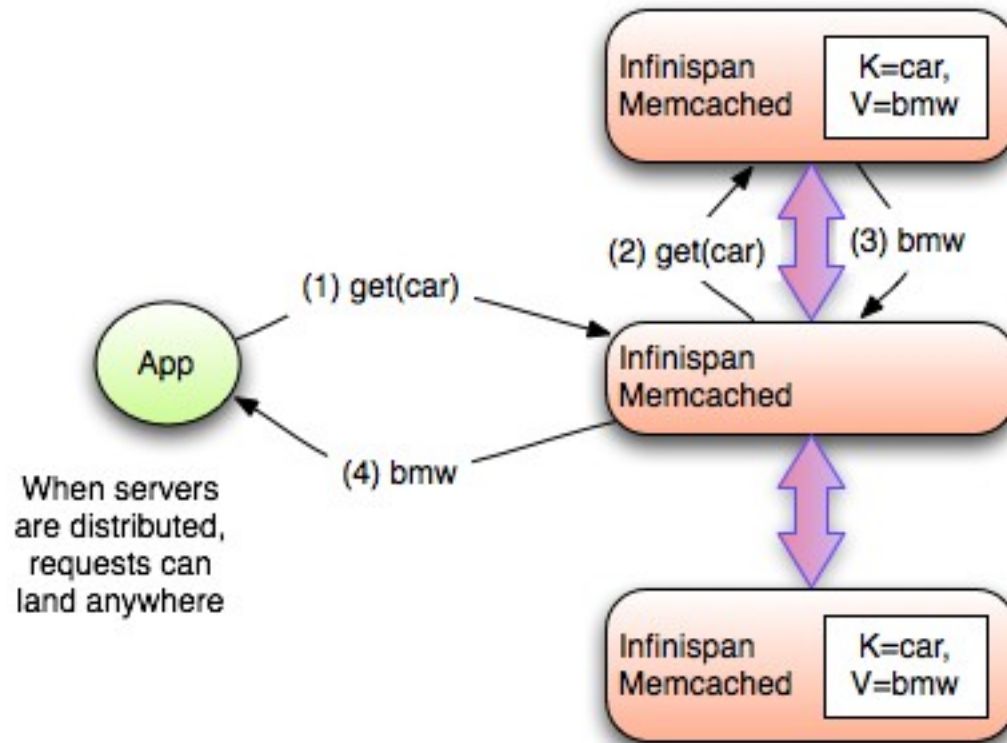 Infinispan
Memcached
K=car,
V=bmw
(2) get(car)
(3) bmw
(1) get(car)
App
Infinispan
Memcached
(4) bmw
When servers
are distributed,
requests can
land anywhere
Infinispan
Memcached
K=car,
V=bmw